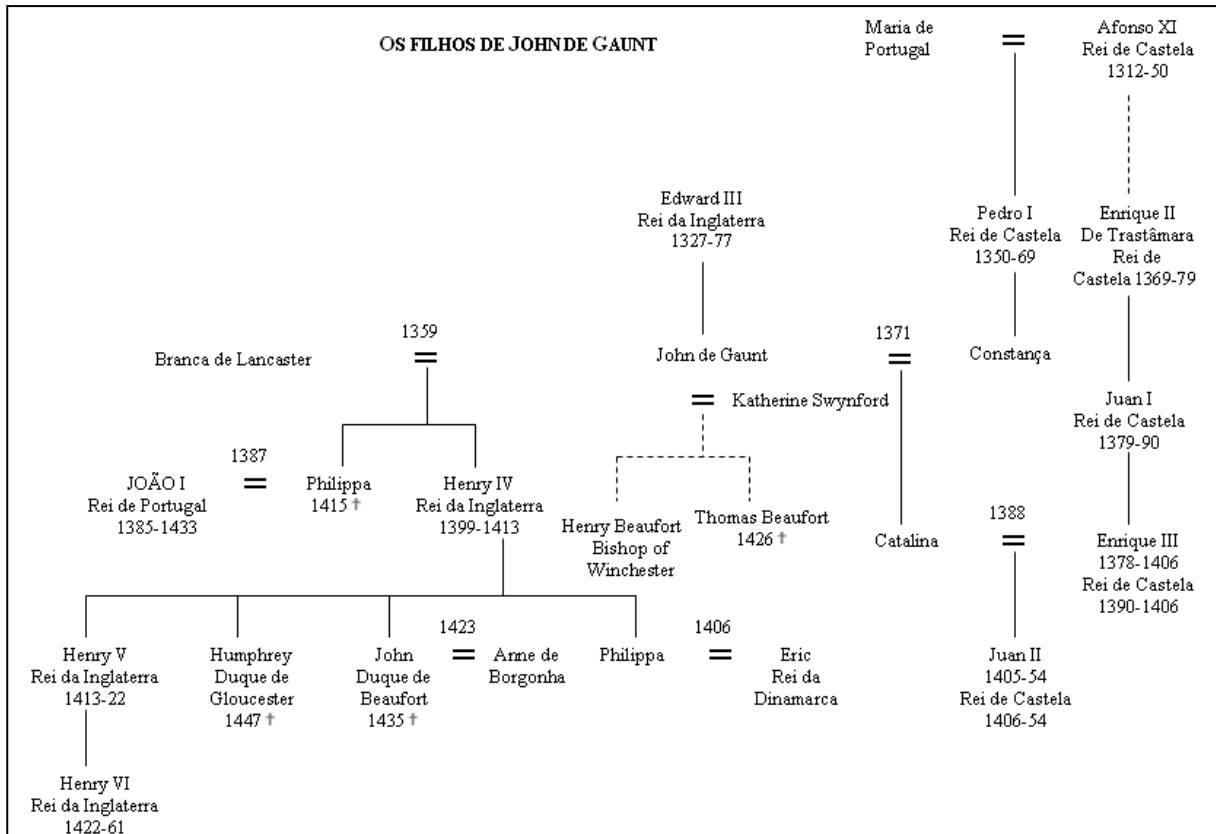 OS FILHOS DE JOHN DE GAUNT
Maria de
Portugal
=
Afonso XI
Rei de Castela
1312-50
Edward III
Rei da Inglaterra
1327-77
Pedro I
Rei de Castela
1350-69
Enrique II
De Trastâmara
Rei de
Castela 1369-79
Branca de Lancaster
1359
=
John de Gaunt
1371
=
Constança
=
Katherine Swynford
Juan I
Rei de Castela
1379-90
JOÃO I
Rei de Portugal
1385-1433
1387
=
Philippa
1415 †
Henry IV
Rei da Inglaterra
1399-1413
Henry Beaufort
Bishop of
Winchester
Thomas Beaufort
1426 †
Catalina
1388
=
Enrique III
1378-1406
Rei de Castela
1390-1406
Henry V
Rei da Inglaterra
1413-22
Humphrey
Duque de
Gloucester
1447 †
John
Duque de
Beaufort
1435 †
1423
=
Anne de
Borgonha
Philippa
1406
=
Eric
Rei da
Dinamarca
Juan II
1405-54
Rei de Castela
1406-54
Henry VI
Rei da Inglaterra
1422-61